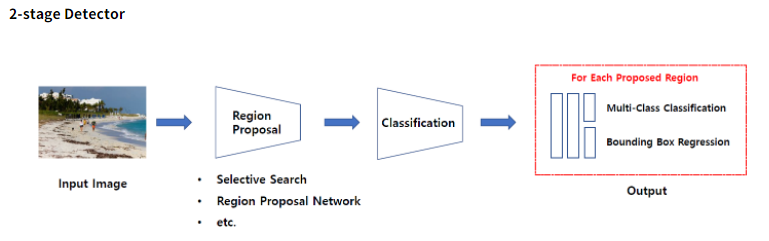 2-stage Detector
For Each Proposed Region
Region
Proposal
Classification
Multi-Class Classification
Bounding Box Regression
Input Image
• Selective Search
• Region Proposal Network
• etc.
Output